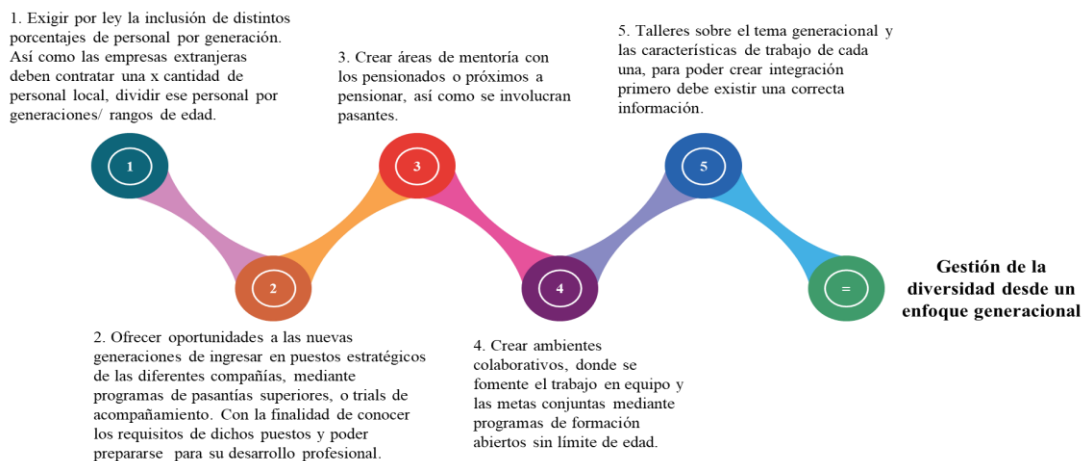 1. Exigir por ley la inclusión de distintos
porcentajes de personal por generación.
Así como las empresas extranjeras
deben contratar una x cantidad de
personal local, dividir ese personal por
generaciones/ rangos de edad.
3. Crear áreas de mentoría con
los pensionados o próximos a
pensionar, así como se involucran
pasantes.
5. Talleres sobre el tema generacional y
las características de trabajo de cada
una, para poder crear integración
primero debe existir una correcta
información.
1
3
5
2
4
=
Gestión de la
diversidad desde un
enfoque generacional
2. Ofrecer oportunidades a las nuevas
generaciones de ingresar en puestos estratégicos
de las diferentes compañías, mediante
programas de pasantías superiores, o trials de
acompañamiento. Con la finalidad de conocer
los requisitos de dichos puestos y poder
prepararse para su desarrollo profesional.
4. Crear ambientes
colaborativos, donde se
fomente el trabajo en equipo y
las metas conjuntas mediante
programas de formación
abiertos sin límite de edad.